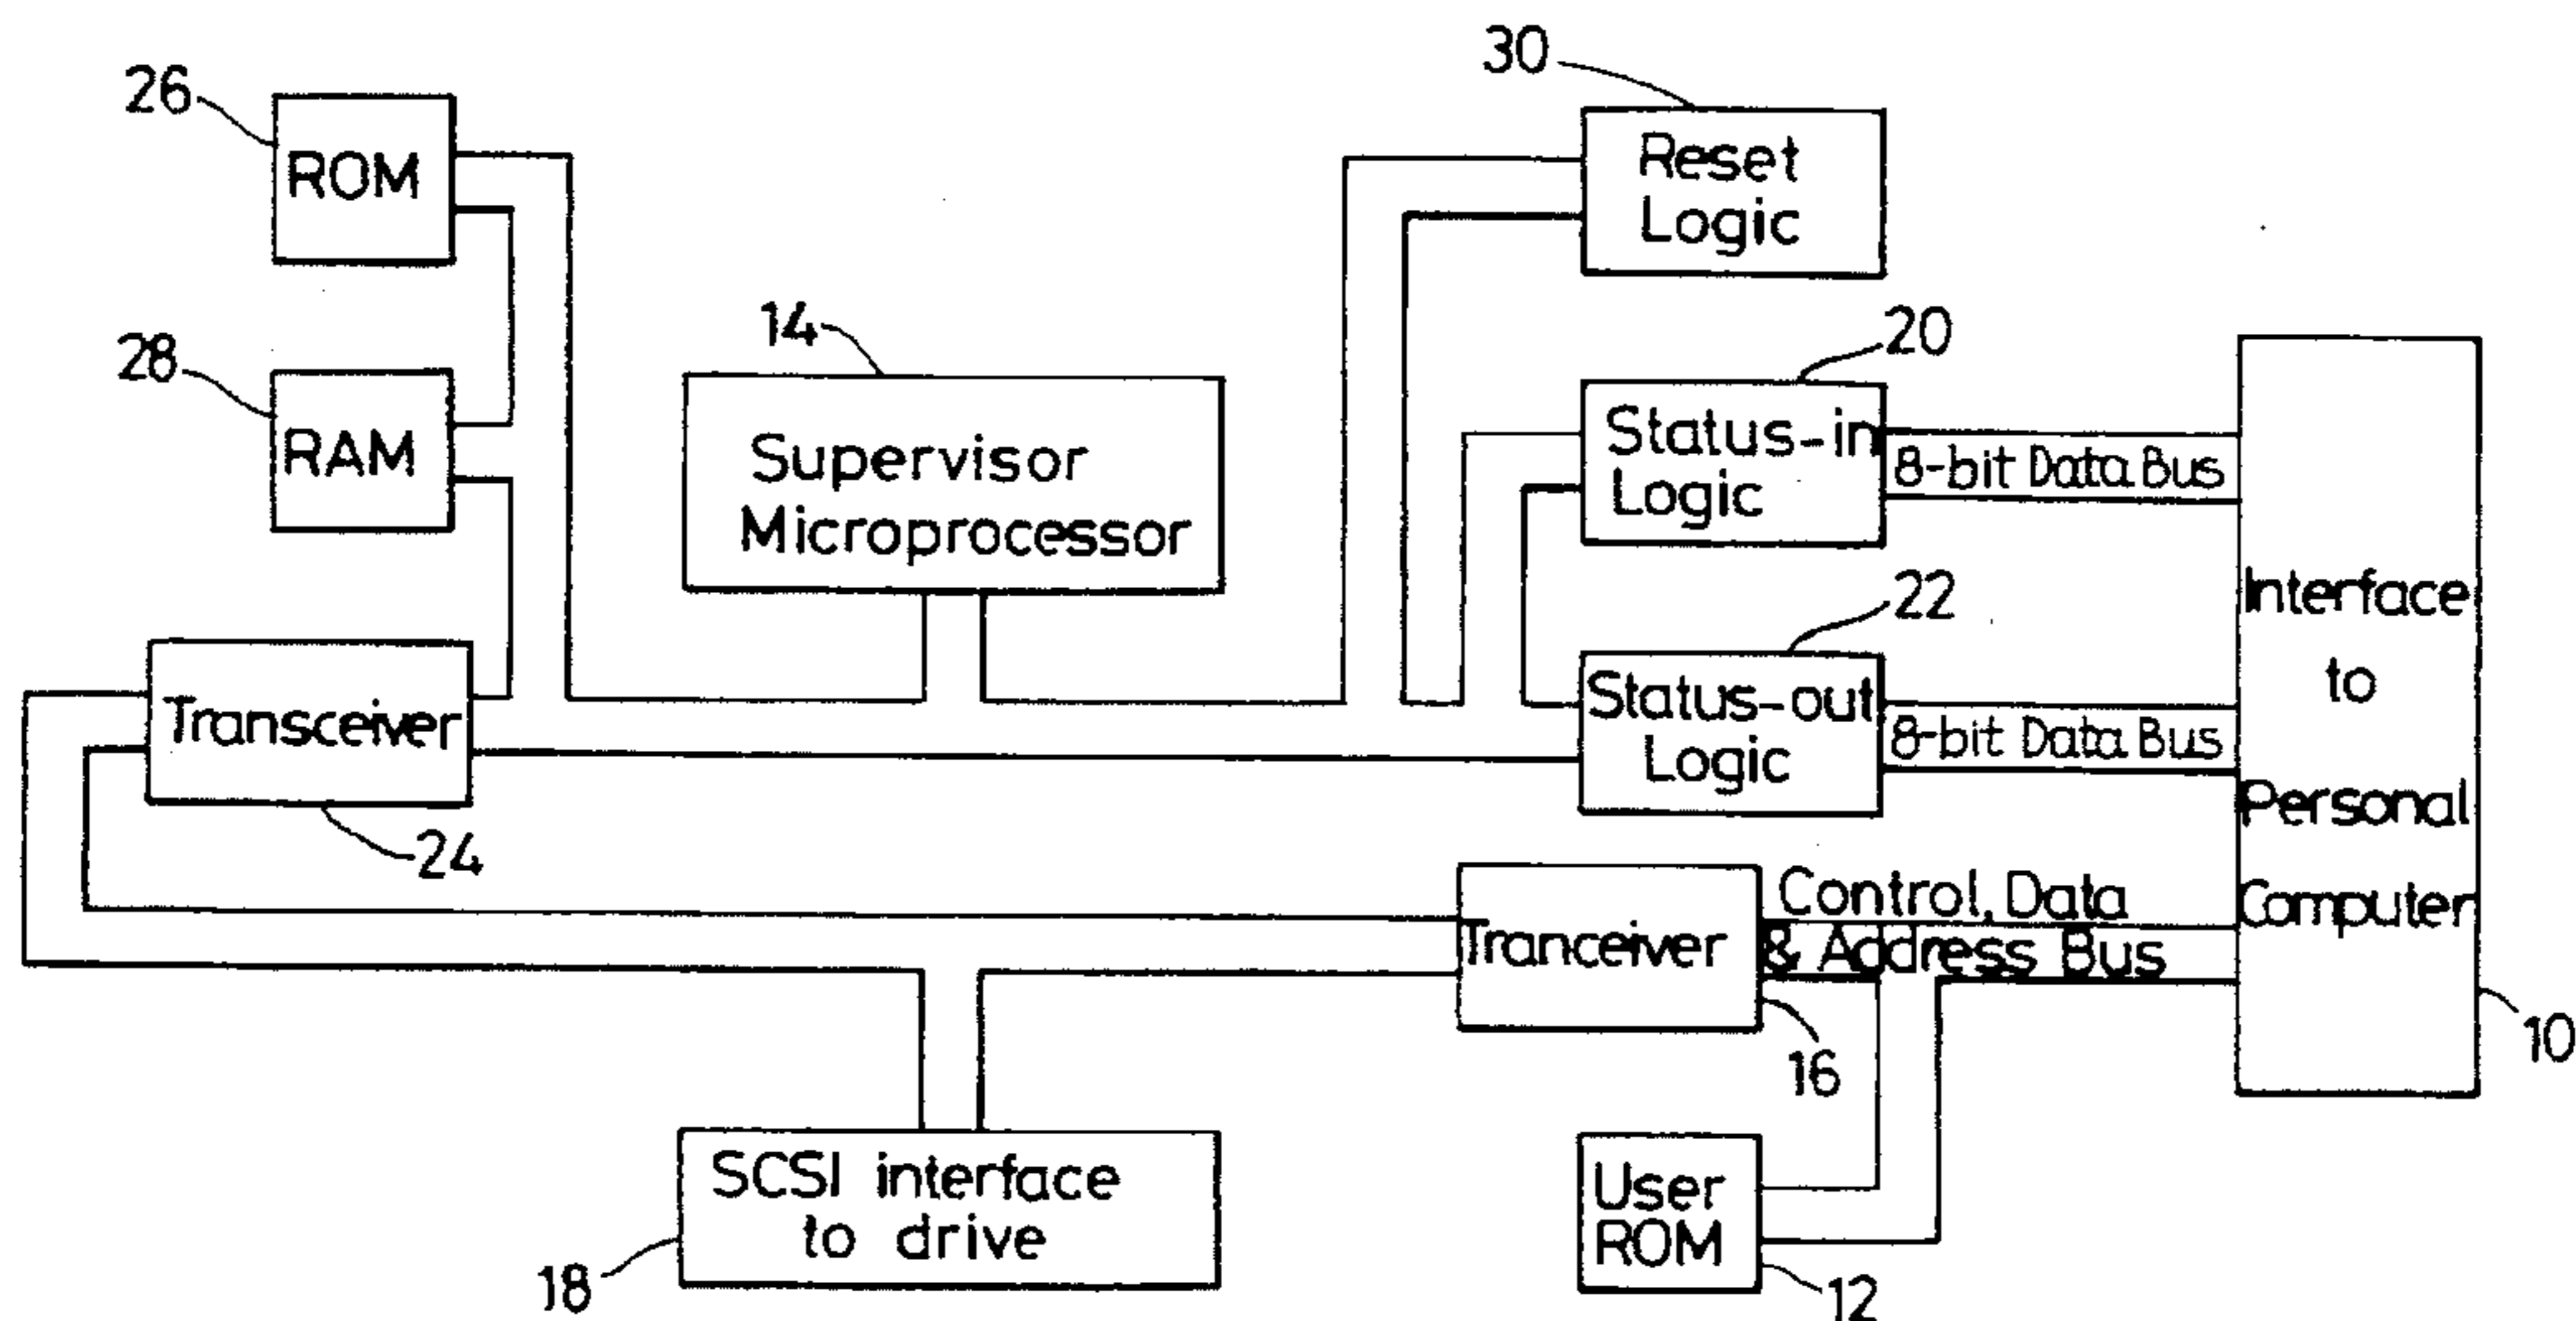 30
26
Reset
Logic
ROM
14
20
28
Status-in
Logic
8-bit Data Bus
RAM
Supervisor
Microprocessor
22
Interface
to
Personal
Computer
Status-out
Logic
8-bit Data Bus
Transceiver
24
Control, Data
& Address Bus
Tranceiver
10
16
SCSI interface
to drive
User
ROM
18
12